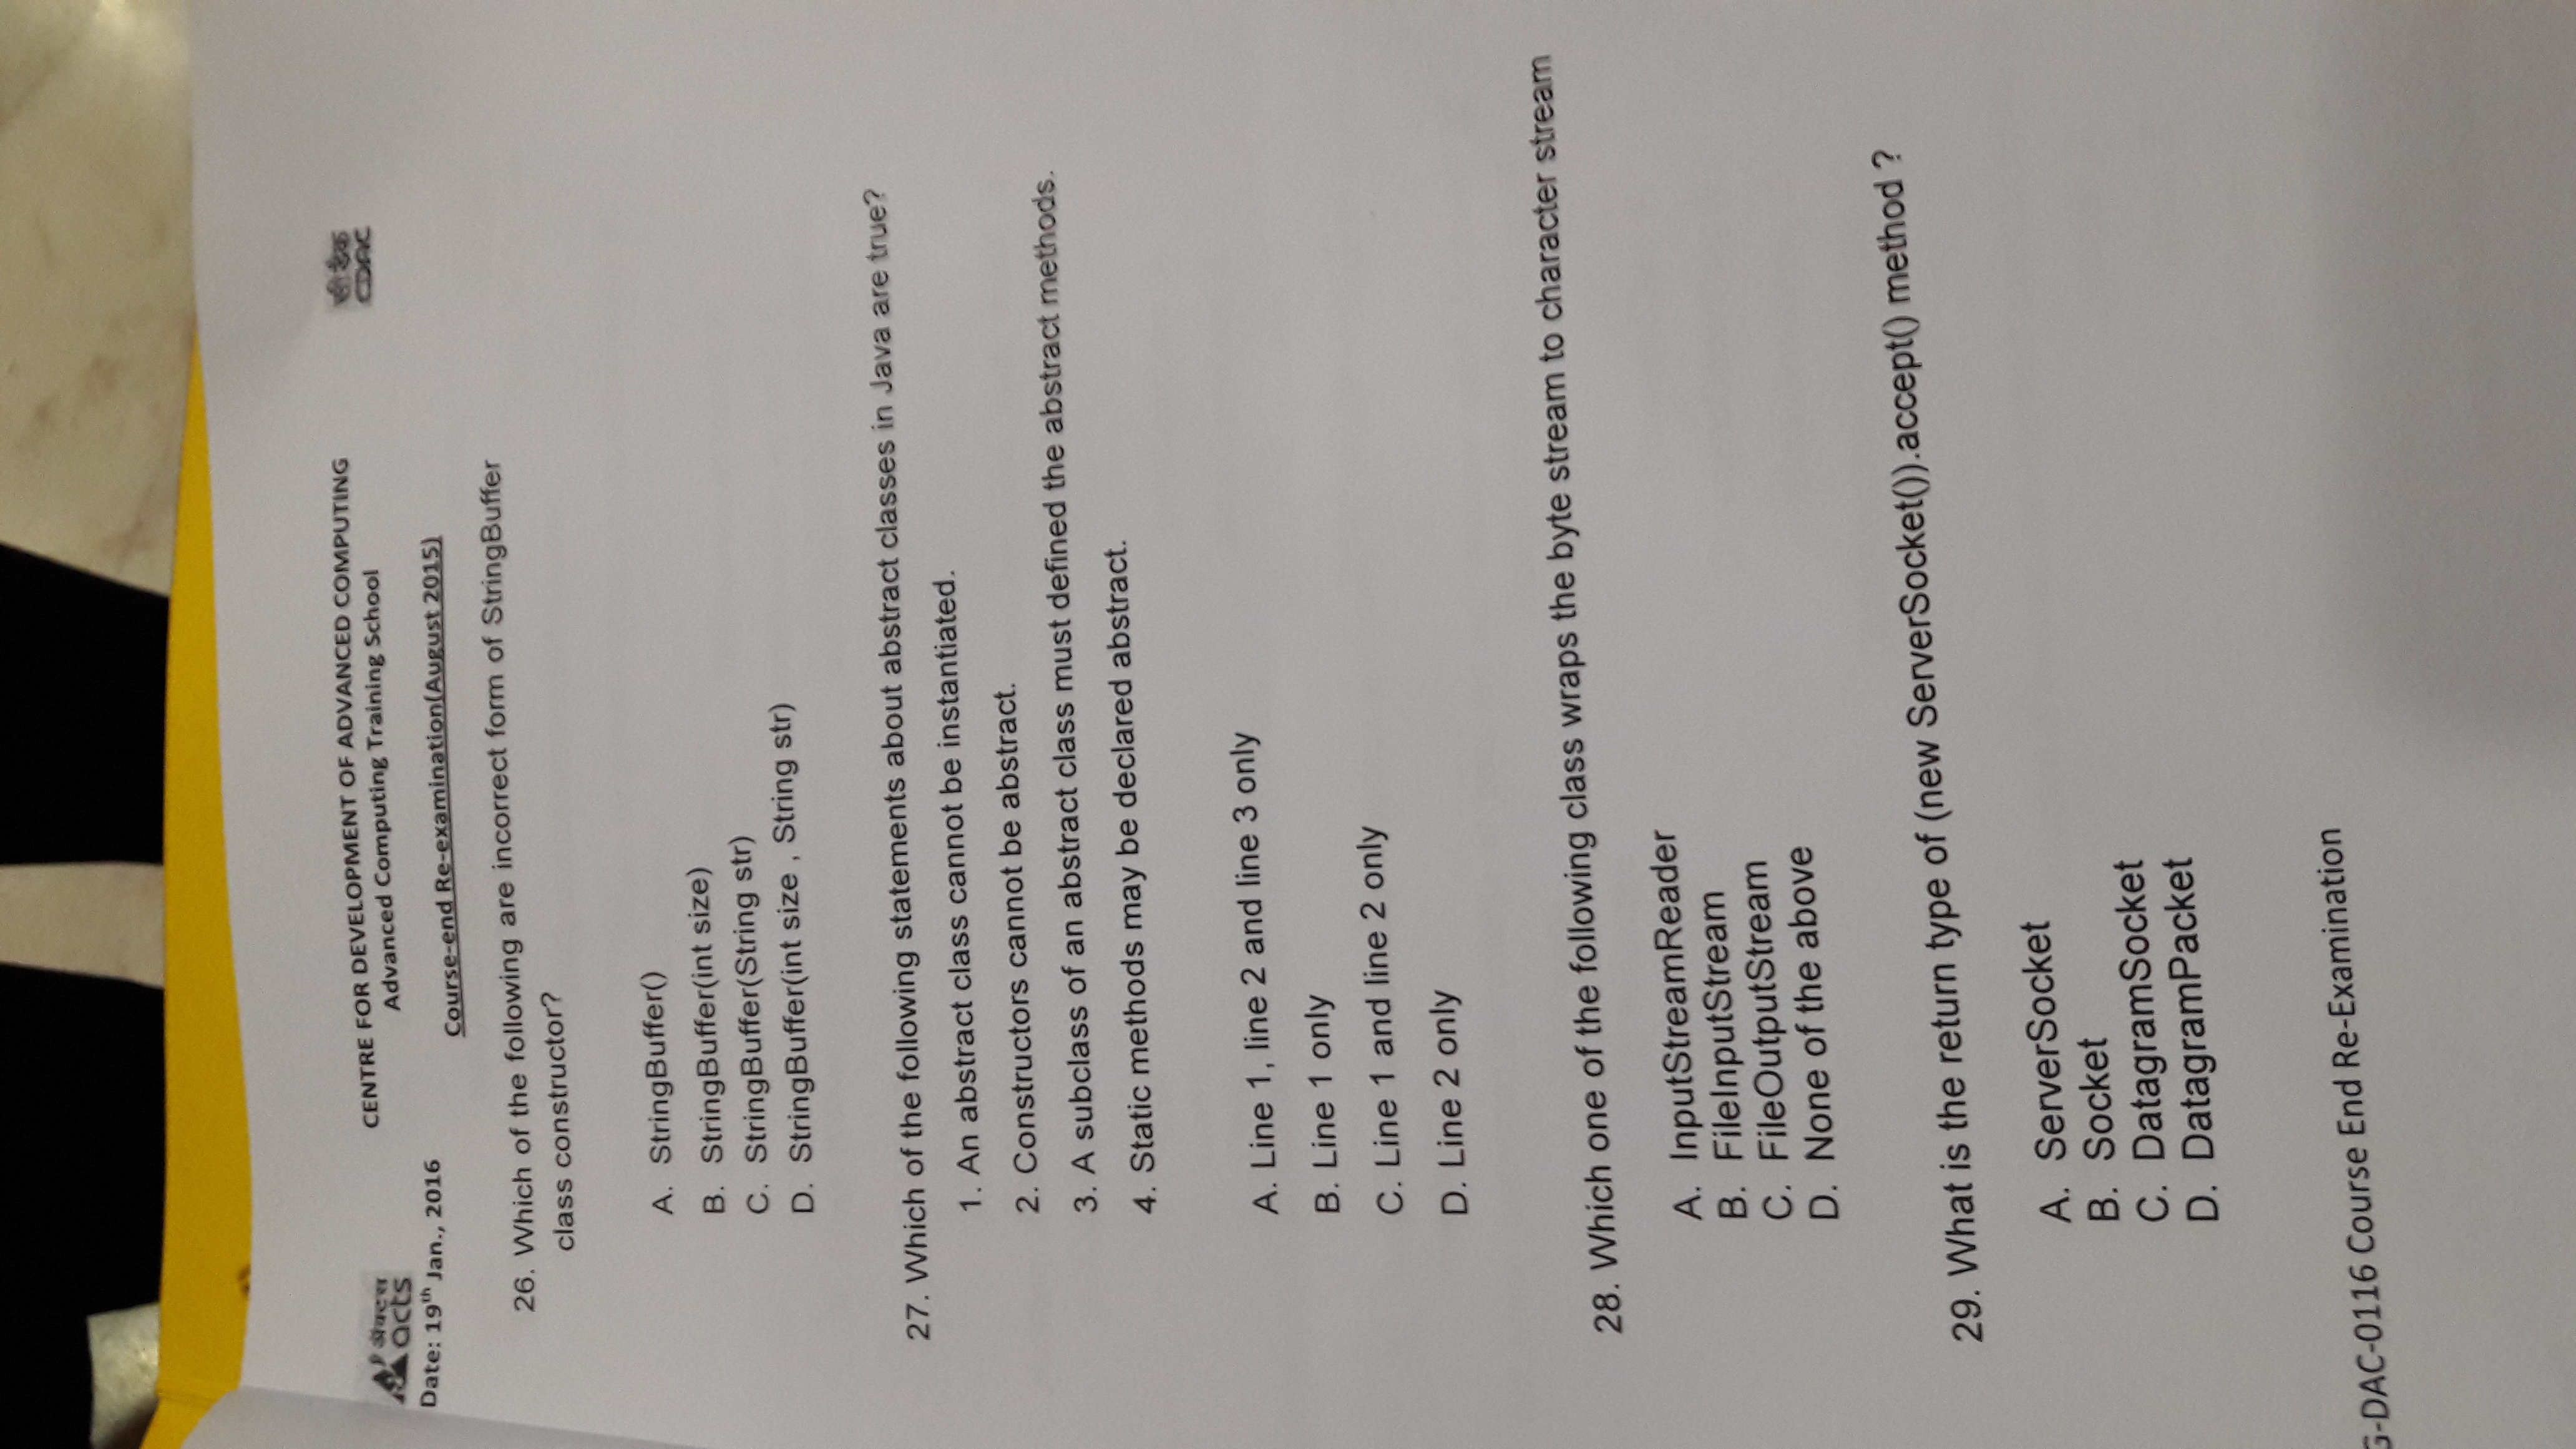 CENTRE FOR DEVELOPMENT OF ADVANCED COMPUTING
Advanced Computing Training School
सी डैक
CDAC
acts
Date: 19th Jan., 2016
Course-end Re-examination(August 2015)
26. Which of the following are incorrect form of StringBuffer
class constructor?
A. StringBuffer()
B. StringBuffer(int size)
C. StringBuffer(String str)
D. StringBuffer(int size , String str)
27. Which of the following statements about abstract classes in Java are true?
1. An abstract class cannot be instantiated.
2. Constructors cannot be abstract.
3. A subclass of an abstract class must defined the abstract methods.
4. Static methods may be declared abstract.
A. Line 1, line 2 and line 3 only
B. Line 1 only
C. Line 1 and line 2 only
D. Line 2 only
28. Which one of the following class wraps the byte stream to character stream
A. InputStreamReader
B. FileInputStream
C. FileOutputStream
D. None of the above
29. What is the return type of (new ServerSocket()).accept() method ?
A. ServerSocket
B. Socket
C. DatagramSocket
D. DatagramPacket
G-DAC-0116 Course End Re-Examination